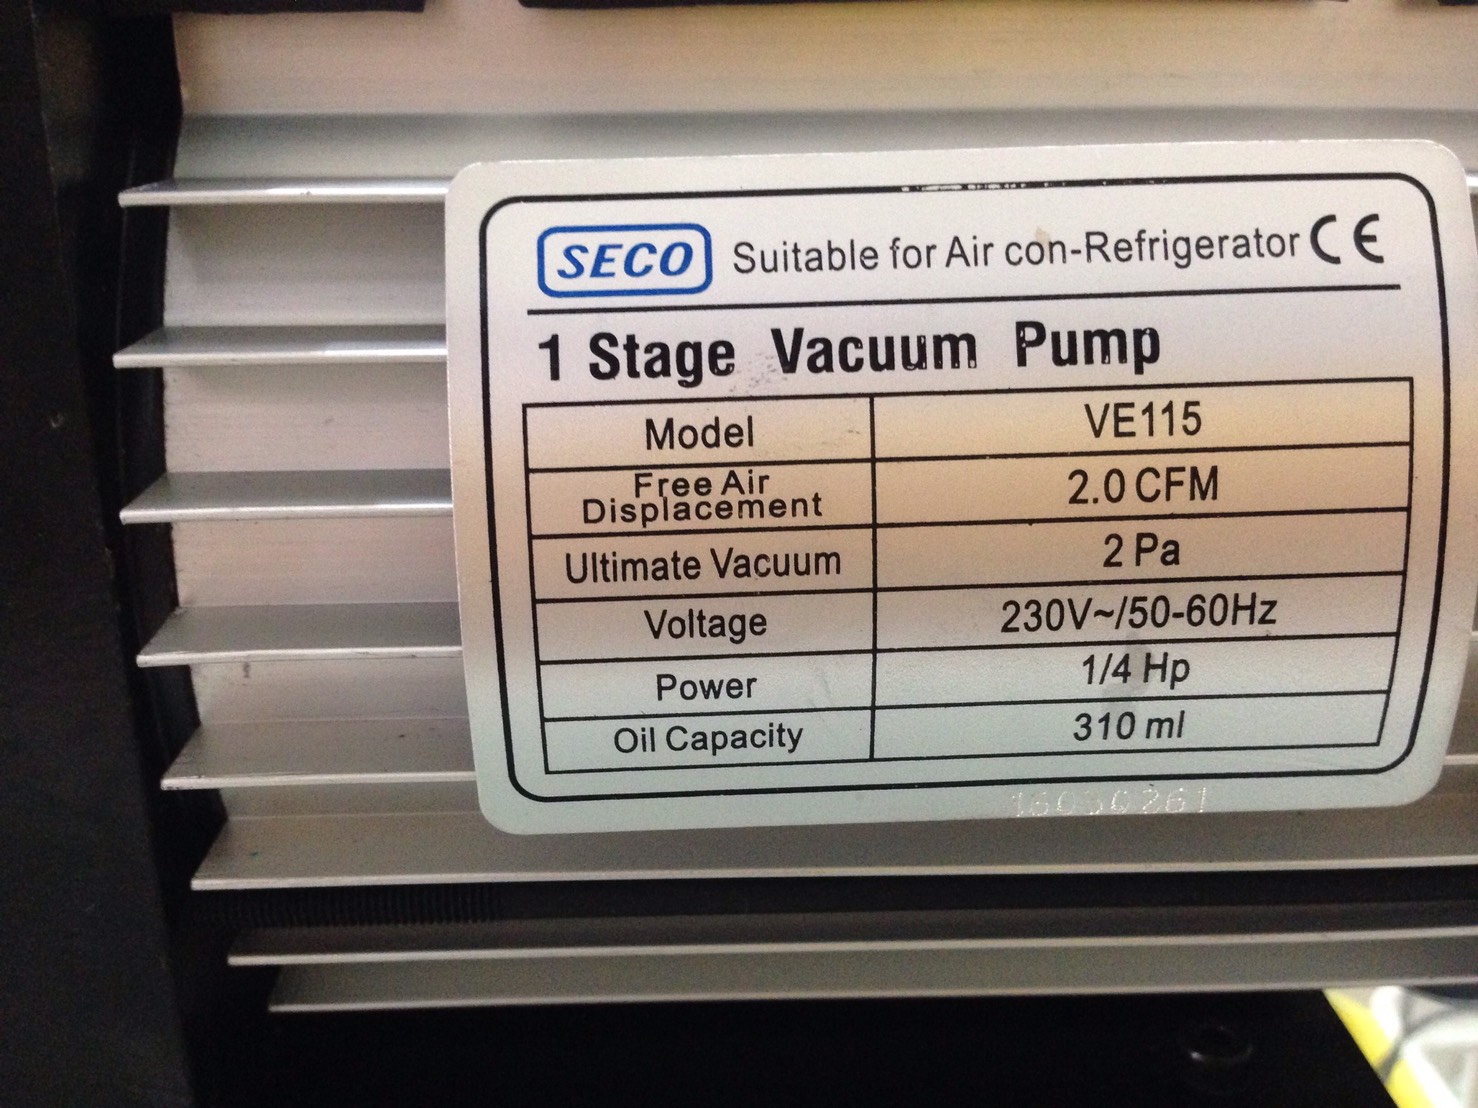 SECO Suitable for Air con-Refrigerator CE
1 Stage Vacuum Pump
Model VE115
Free Air Displacement 2.0 CFM
Ultimate Vacuum 2 Pa
Voltage 230V~/50-60Hz
Power 1/4 Hp
Oil Capacity 310 ml